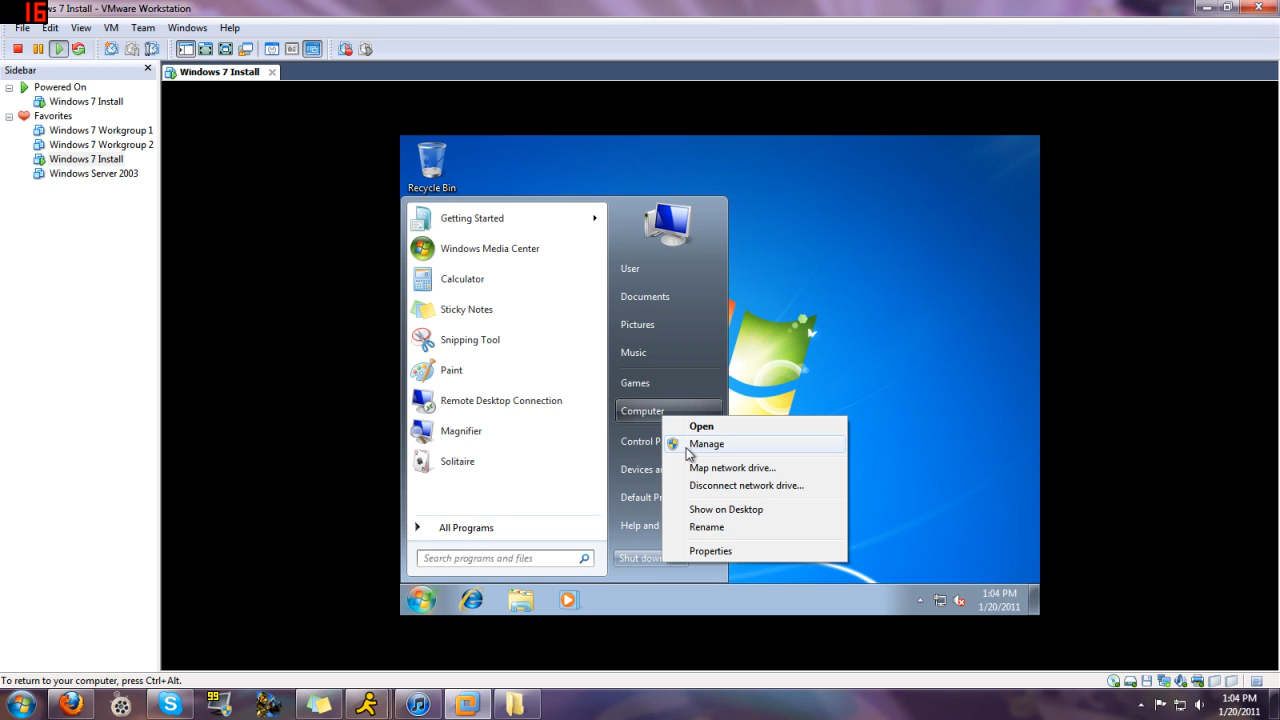 16
ws 7 Install - VMware Workstation
File Edit View VM Team Windows Help
Sidebar
Powered On
Windows 7 Install
Favorites
Windows 7 Workgroup 1
Windows 7 Workgroup 2
Windows 7 Install
Windows Server 2003
Windows 7 Install
Recycle Bin
Getting Started
Windows Media Center
Calculator
Sticky Notes
Snipping Tool
Paint
Remote Desktop Connection
Magnifier
Solitaire
All Programs
Search programs and files
User
Documents
Pictures
Music
Games
Computer
Control P
Devices a
Default Pr
Help and
Shut down
Open
Manage
Map network drive...
Disconnect network drive...
Show on Desktop
Rename
Properties
1:04 PM
1/20/2011
To return to your computer, press Ctrl+Alt.
99
1:04 PM
1/20/2011